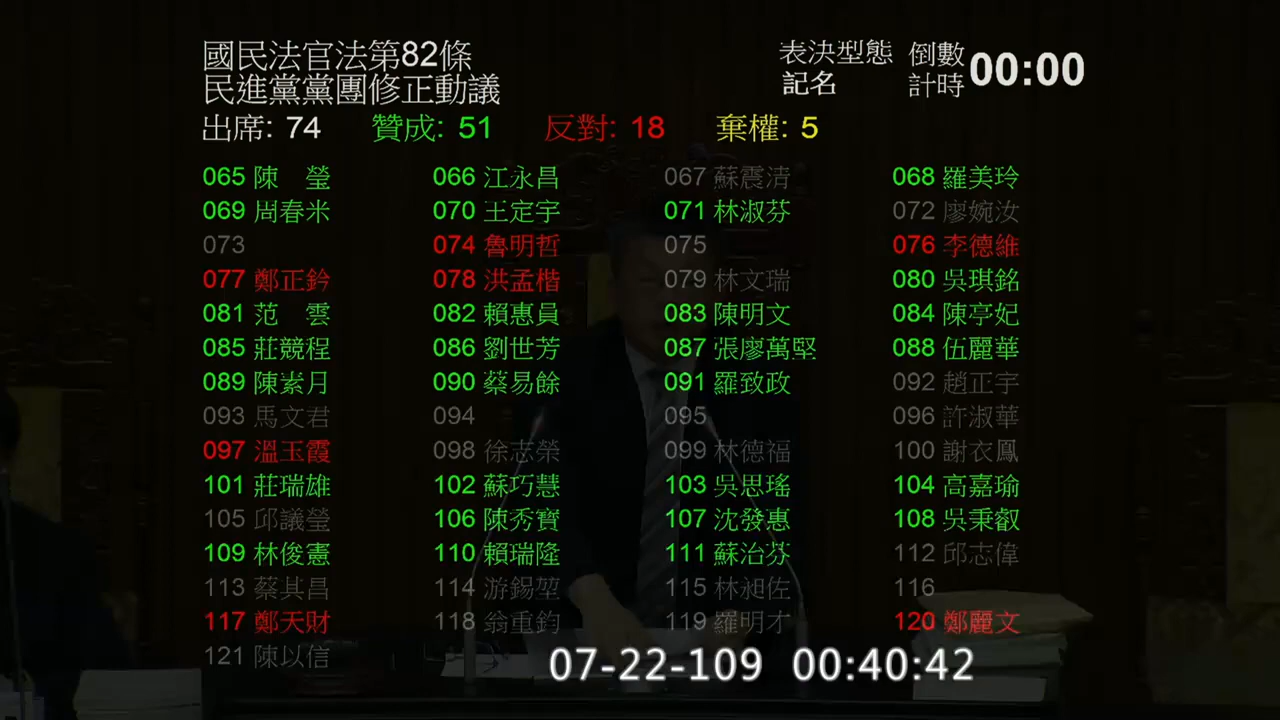 國民法官法第82條
民進黨黨團修正動議
表決型態 倒數 00:00
記名 計時
出席: 74 贊成: 51 反對: 18 棄權: 5
065 陳 瑩 066 江永昌 067 蘇震清 068 羅美玲
069 周春米 070 王定宇 071 林淑芬 072 廖婉汝
073 074 魯明哲 075 076 李德維
077 鄭正鈐 078 洪孟楷 079 林文瑞 080 吳琪銘
081 范 雲 082 賴惠員 083 陳明文 084 陳亭妃
085 莊競程 086 劉世芳 087 張廖萬堅 088 伍麗華
089 陳素月 090 蔡易餘 091 羅致政 092 趙正宇
093 馬文君 094 095 096 許淑華
097 溫玉霞 098 徐志榮 099 林德福 100 謝衣鳳
101 莊瑞雄 102 蘇巧慧 103 吳思瑤 104 高嘉瑜
105 邱議瑩 106 陳秀寳 107 沈發惠 108 吳秉叡
109 林俊憲 110 賴瑞隆 111 蘇治芬 112 邱志偉
113 蔡其昌 114 游錫堃 115 林昶佐 116
117 鄭天財 118 翁重鈞 119 羅明才 120 鄭麗文
121 陳以信
07-22-109 00:40:42